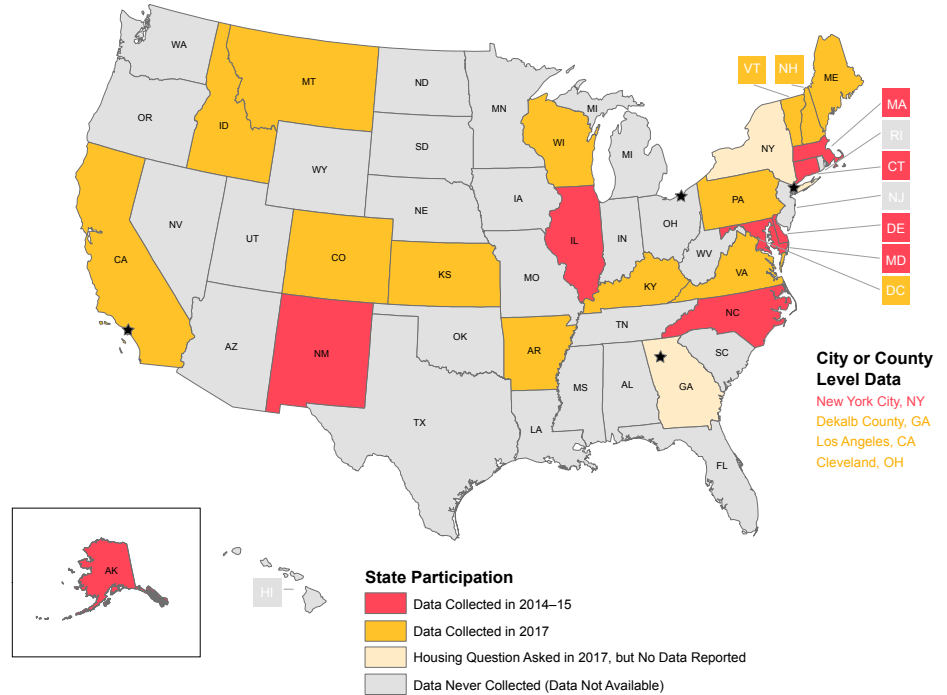 WA
MT
ND
MN
VT
NH
ME
MA
OR
ID
WI
MI
RI
SD
NY
CT
WY
MI
NJ
IA
PA
NE
OH
DE
NV
IL
IN
UT
MD
WV
CA
CO
KS
MO
VA
DC
KY
NC
TN
OK
AZ
NM
AR
SC
City or County
Level Data
MS
AL
GA
New York City, NY
Dekalb County, GA
TX
LA
Los Angeles, CA
Cleveland, OH
FL
AK
HI
State Participation
Data Collected in 2014–15
Data Collected in 2017
Housing Question Asked in 2017, but No Data Reported
Data Never Collected (Data Not Available)